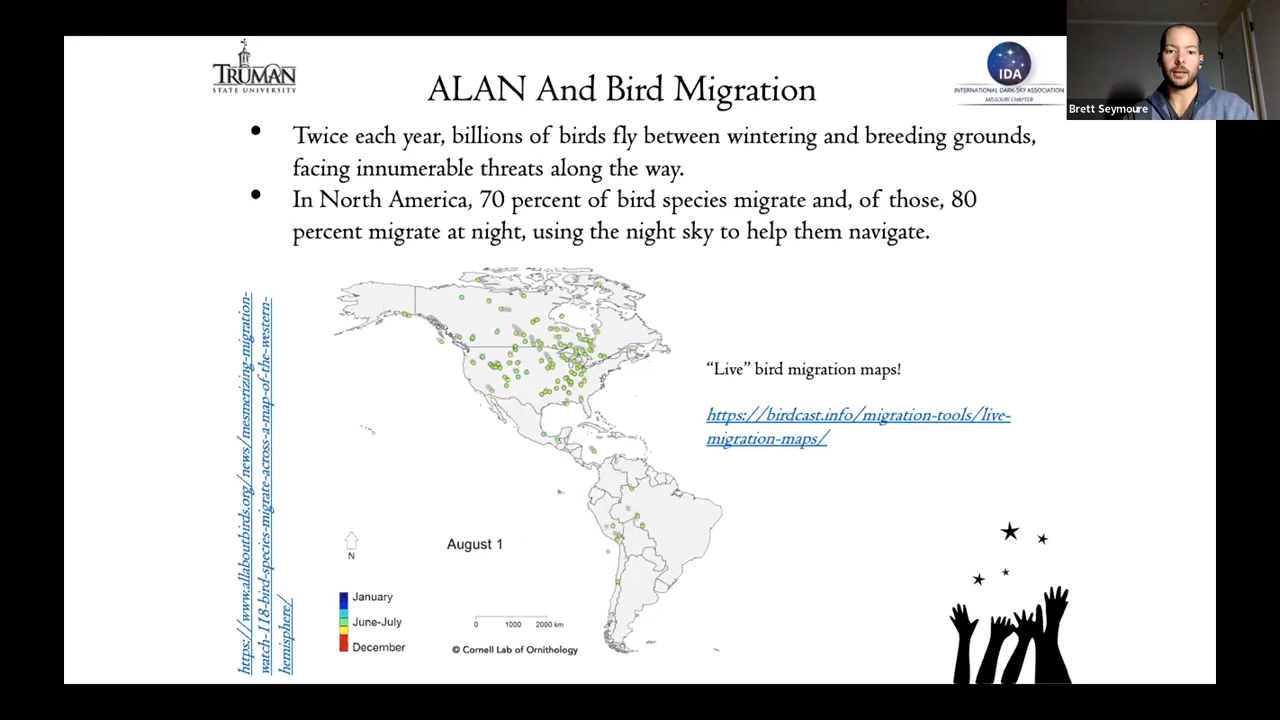 TRUMAN
STATE UNIVERSITY
ALAN And Bird Migration
IDA
INTERNATIONAL DARK-SKY ASSOCIATION
MISSOURI CHAPTER
Brett Seymoure
• Twice each year, billions of birds fly between wintering and breeding grounds,
facing innumerable threats along the way.
• In North America, 70 percent of bird species migrate and, of those, 80
percent migrate at night, using the night sky to help them navigate.
https://www.allaboutbirds.org/news/mesmerizing-migration-
watch-118-bird-species-migrate-across-a-map-of-the-western-
hemisphere/
"Live" bird migration maps!
https://birdcast.info/migration-tools/live-
migration-maps/
N
August 1
January
June-July
December
0 1000 2000 km
© Cornell Lab of Ornithology